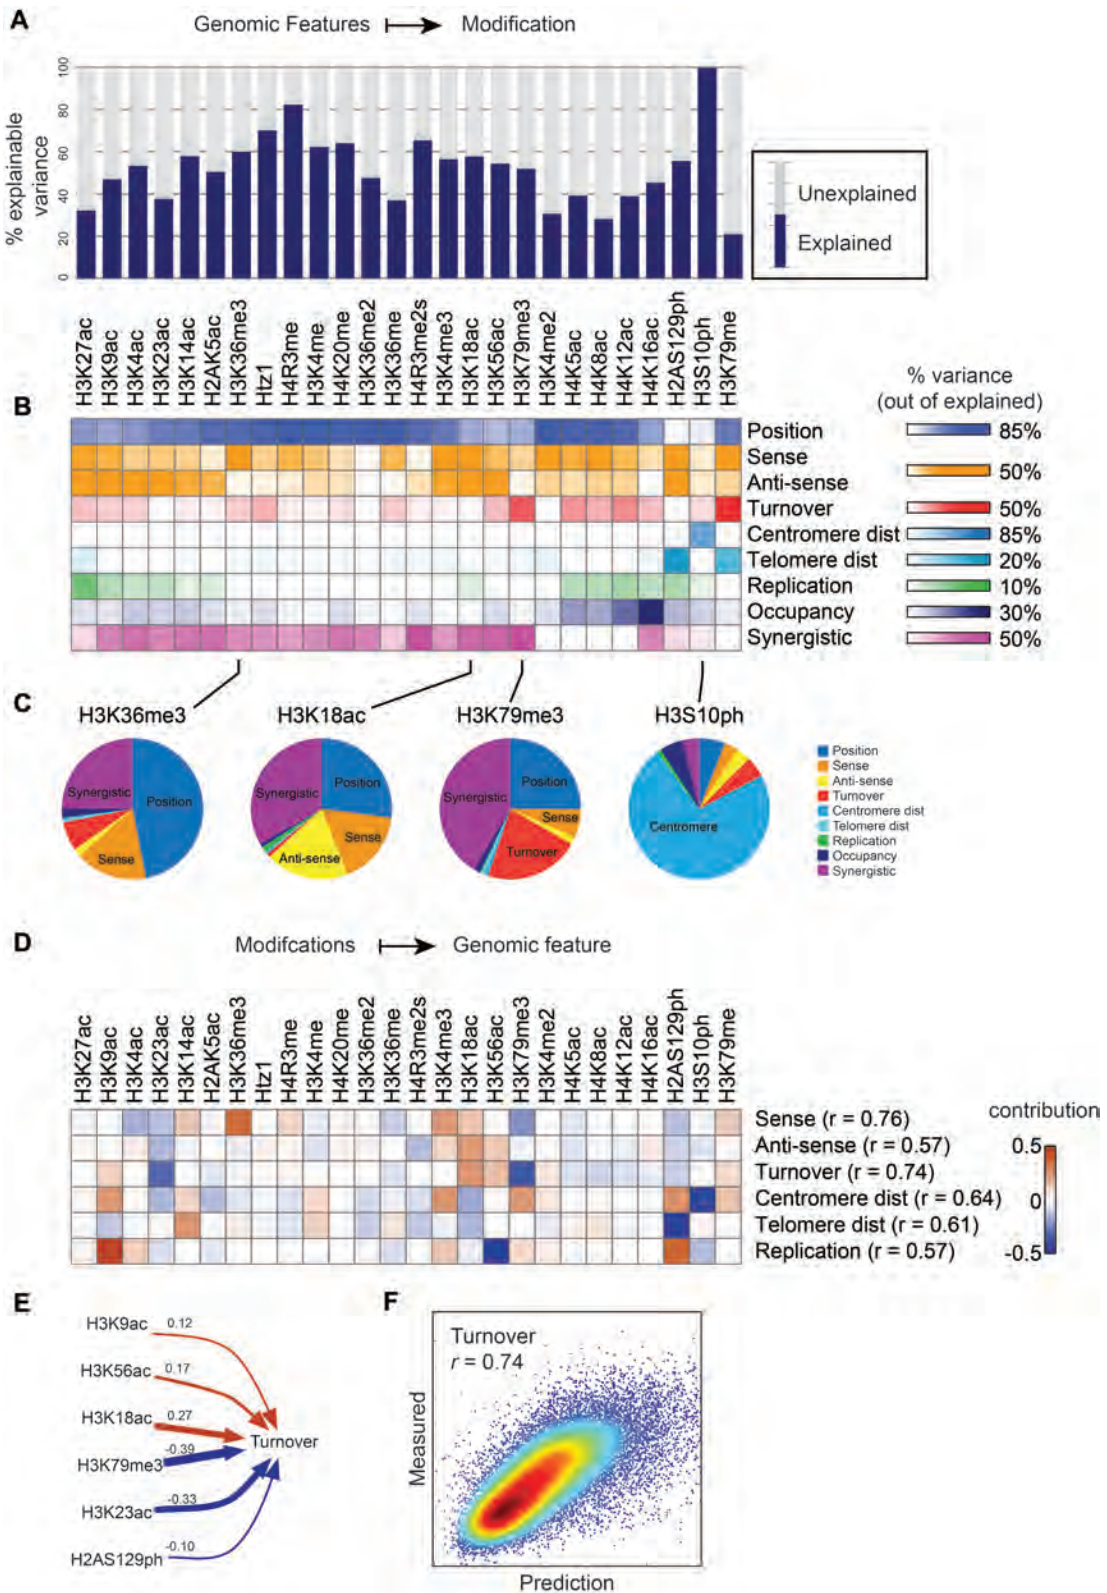 A
Genomic Features
Modification
% explainable
variance
100
80
60
40
20
0
Unexplained
Explained
H3K27ac
H3K9ac
H3K4ac
H3K23ac
H3K14ac
H2AK5ac
H3K36me3
Htz1
H4R3me
H3K4me
H4K20me
H3K36me2
H3K36me
H4R3me2s
H3K4me3
H3K18ac
H3K56ac
H3K79me3
H3K4me2
H4K5ac
H4K8ac
H4K12ac
H4K16ac
H2AS129ph
H3S10ph
H3K79me
B
% variance
(out of explained)
Position
85%
Sense
50%
Anti-sense
Turnover
50%
Centromere dist
85%
Telomere dist
20%
Replication
10%
Occupancy
30%
Synergistic
50%
C
H3K36me3
H3K18ac
H3K79me3
H3S10ph
Synergistic
Position
Sense
Synergistic
Position
Sense
Anti-sense
Synergistic
Position
Sense
Turnover
Centromere
Position
Sense
Anti-sense
Turnover
Centromere dist
Telomere dist
Replication
Occupancy
Synergistic
D
Modifcations
Genomic feature
H3K27ac
H3K9ac
H3K4ac
H3K23ac
H3K14ac
H2AK5ac
H3K36me3
Htz1
H4R3me
H3K4me
H4K20me
H3K36me2
H3K36me
H4R3me2s
H3K4me3
H3K18ac
H3K56ac
H3K79me3
H3K4me2
H4K5ac
H4K8ac
H4K12ac
H4K16ac
H2AS129ph
H3S10ph
H3K79me
Sense (r = 0.76)
Anti-sense (r = 0.57)
Turnover (r = 0.74)
Centromere dist (r = 0.64)
Telomere dist (r = 0.61)
Replication (r = 0.57)
contribution
0.5
0
-0.5
E
H3K9ac
0.12
H3K56ac
0.17
H3K18ac
0.27
H3K79me3
-0.39
H3K23ac
-0.33
H2AS129ph
-0.10
Turnover
F
Turnover
r = 0.74
Measured
Prediction